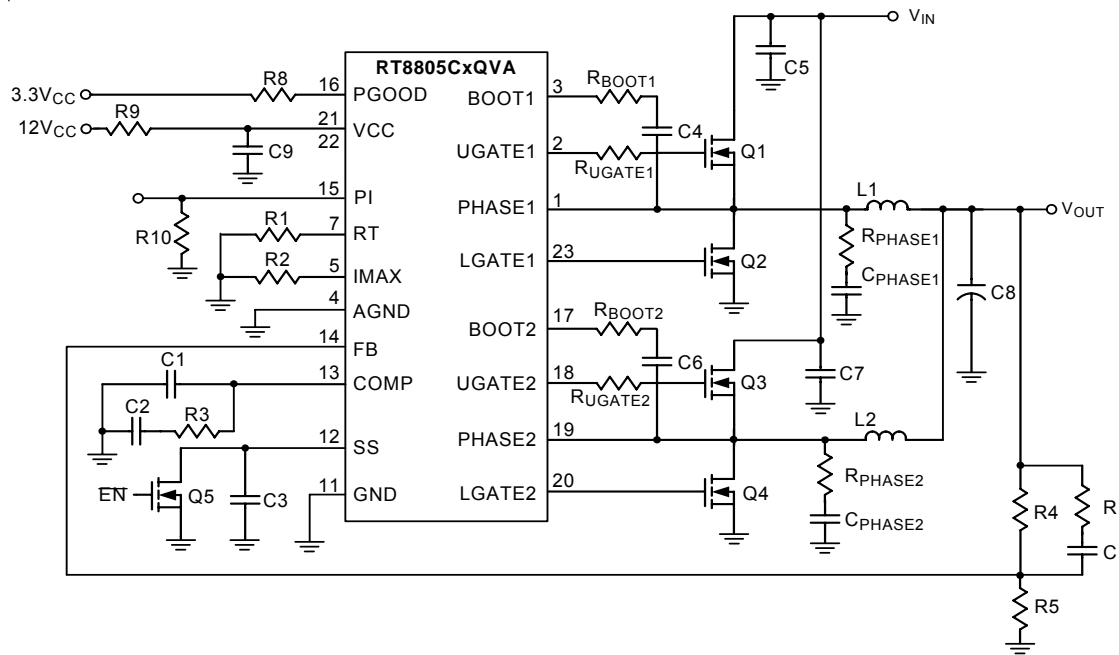 VIN
C5
RT8805CxQVA
R8
16
PGOOD
3.3VCC
R9
12VCC
21
VCC
22
C9
15
PI
R10
R1
7
RT
R2
5
IMAX
4
AGND
14
FB
C1
13
COMP
C2
R3
12
SS
EN
Q5
C3
11
GND
BOOT1
3
RBOOT1
C4
UGATE1
2
RUGATE1
Q1
PHASE1
1
L1
VOUT
RPHASE1
CPHASE1
LGATE1
23
Q2
C8
BOOT2
17
RBOOT2
C6
UGATE2
18
RUGATE2
Q3
C7
PHASE2
19
L2
RPHASE2
CPHASE2
LGATE2
20
Q4
R4
R
C
R5